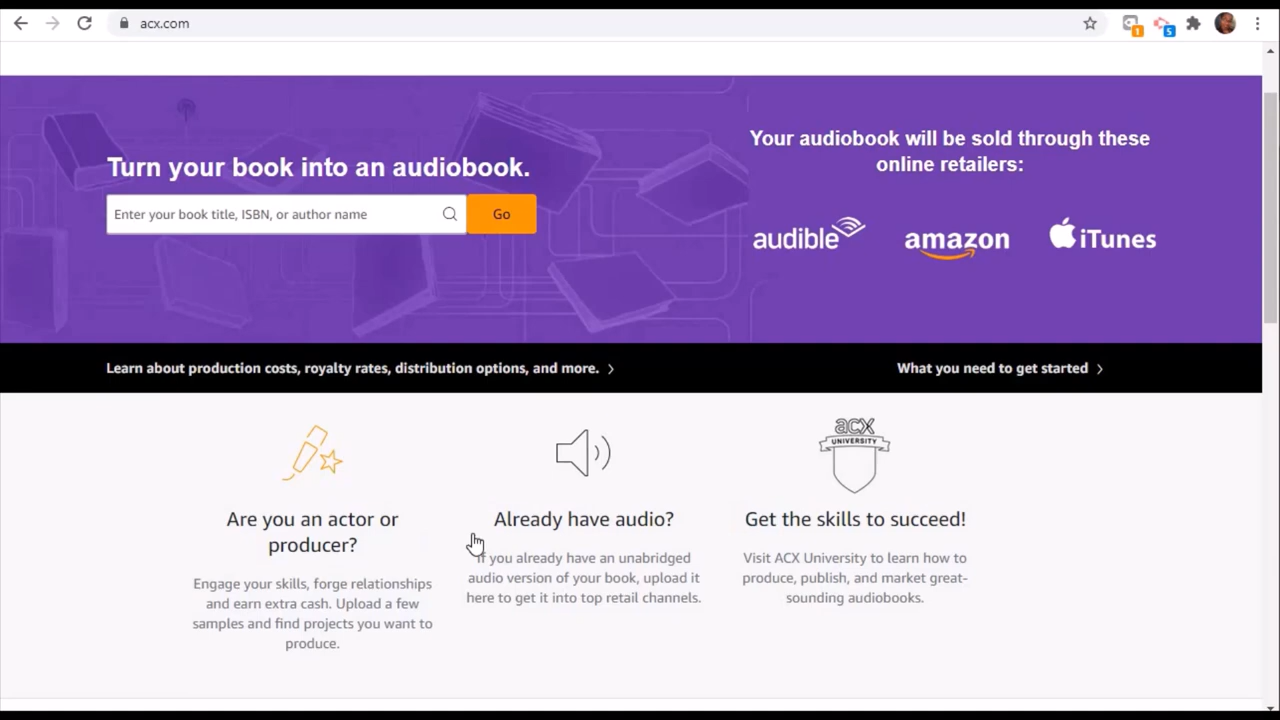 acx.com
1
5
Turn your book into an audiobook.
Enter your book title, ISBN, or author name
Go
Your audiobook will be sold through these
online retailers:
audible
amazon
iTunes
Learn about production costs, royalty rates, distribution options, and more.
What you need to get started
acx
UNIVERSITY
Are you an actor or
producer?
Engage your skills, forge relationships
and earn extra cash. Upload a few
samples and find projects you want to
produce.
Already have audio?
If you already have an unabridged
audio version of your book, upload it
here to get it into top retail channels.
Get the skills to succeed!
Visit ACX University to learn how to
produce, publish, and market great-
sounding audiobooks.